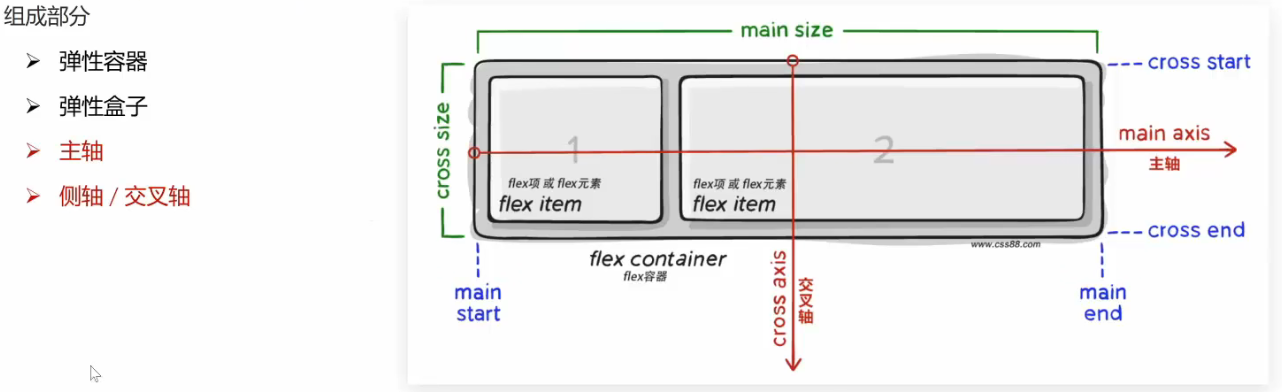 组成部分
➢ 弹性容器
➢ 弹性盒子
➢ 主轴
➢ 侧轴 / 交叉轴
main size
cross start
cross size
1
2
main axis
主轴
flex项 或 flex元素
flex item
flex项 或 flex元素
flex item
cross end
www.css88.com
flex container
flex容器
cross axis
交叉轴
main
start
main
end